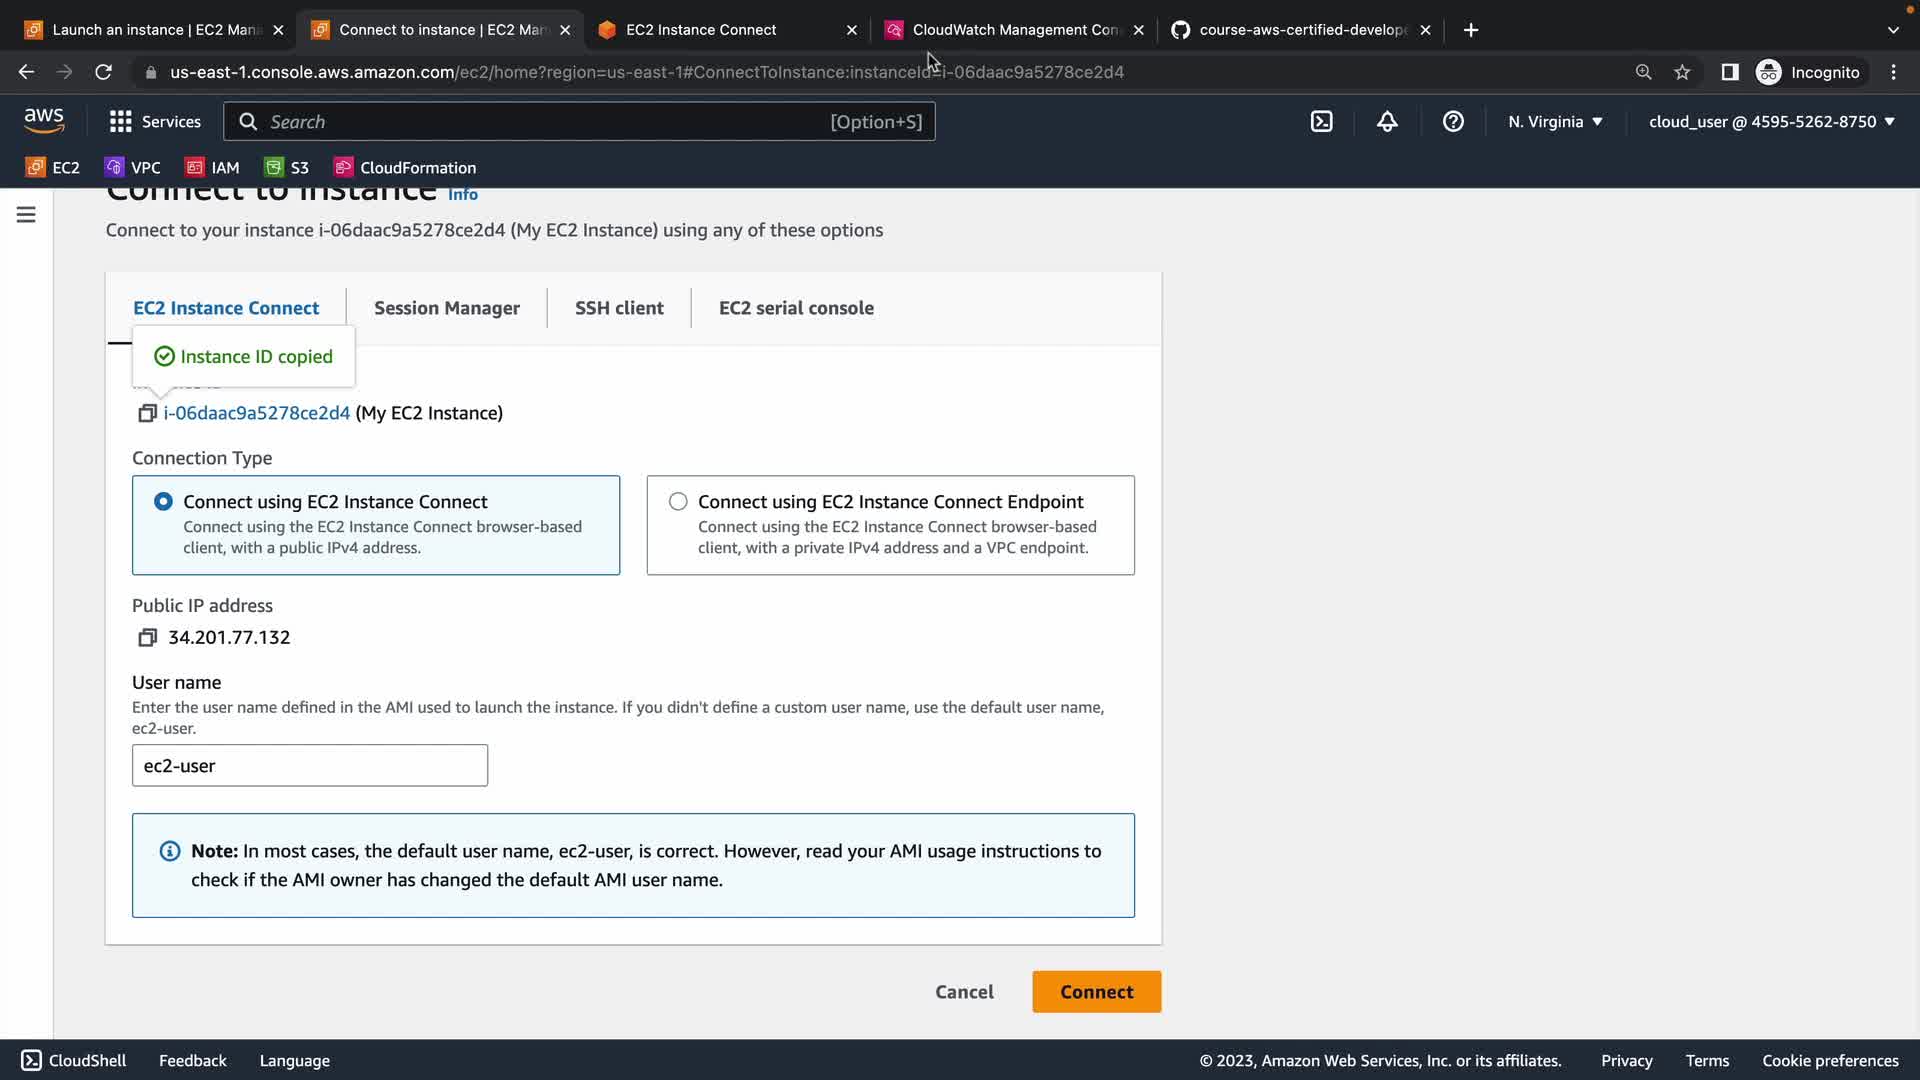 Launch an instance | EC2 Mana
Connect to instance | EC2 Man
EC2 Instance Connect
CloudWatch Management Con
course-aws-certified-develope
us-east-1.console.aws.amazon.com/ec2/home?region=us-east-1#ConnectToInstance:instanceId=i-06daac9a5278ce2d4
Incognito
aws
Services
Search
[Option+S]
N. Virginia
cloud_user @ 4595-5262-8750
EC2
VPC
IAM
S3
CloudFormation
Connect to instance Info
Connect to your instance i-06daac9a5278ce2d4 (My EC2 Instance) using any of these options
EC2 Instance Connect
Session Manager
SSH client
EC2 serial console
Instance ID copied
i-06daac9a5278ce2d4 (My EC2 Instance)
Connection Type
Connect using EC2 Instance Connect
Connect using the EC2 Instance Connect browser-based
client, with a public IPv4 address.
Connect using EC2 Instance Connect Endpoint
Connect using the EC2 Instance Connect browser-based
client, with a private IPv4 address and a VPC endpoint.
Public IP address
34.201.77.132
User name
Enter the user name defined in the AMI used to launch the instance. If you didn't define a custom user name, use the default user name,
ec2-user.
ec2-user
Note: In most cases, the default user name, ec2-user, is correct. However, read your AMI usage instructions to
check if the AMI owner has changed the default AMI user name.
Cancel
Connect
CloudShell
Feedback
Language
© 2023, Amazon Web Services, Inc. or its affiliates.
Privacy
Terms
Cookie preferences